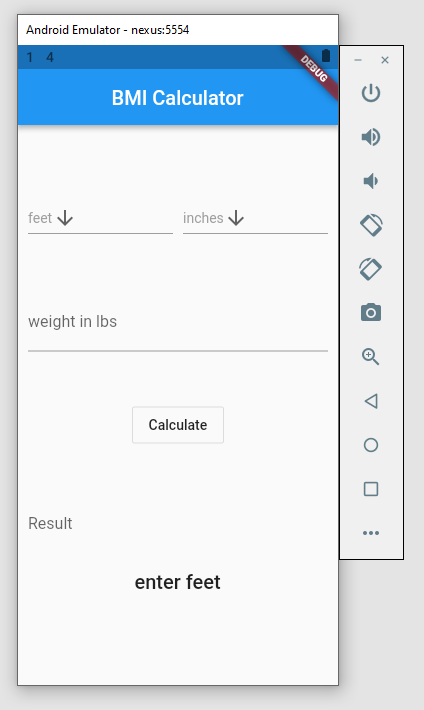 Android Emulator - nexus:5554
1 4
DEBUG
BMI Calculator
feet inches
weight in lbs
Calculate
Result
enter feet